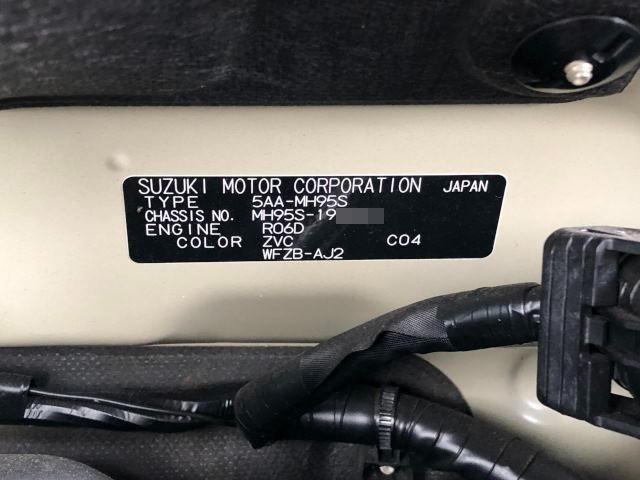 SUZUKI MOTOR CORPORATION JAPAN
TYPE 5AA-MH95S
CHASSIS NO. MH95S-19
ENGINE R06D
COLOR ZVC C04
WFZB-AJ2